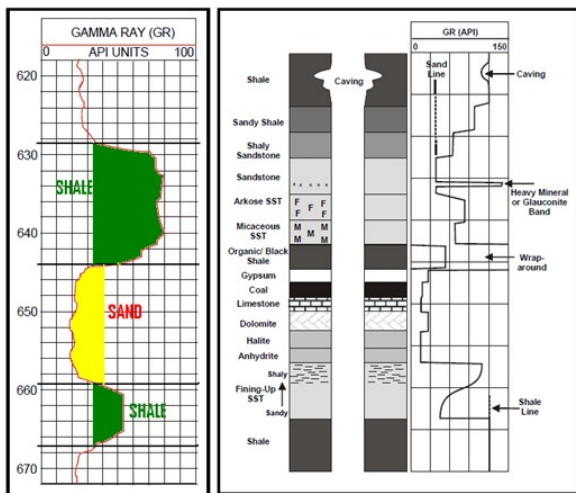 GAMMA RAY (GR)
0 API UNITS 100
620
630
SHALE
640
650
SAND
660
SHALE
670
GR (API)
0 150
Sand
Line
Shale
Caving
Caving
Sandy Shale
Shaly
Sandstone
Sandstone
Heavy Mineral
or Glauconite
Band
Arkose SST
F F
F
F F
Micaceous
SST
M M
M
M M
Organic/ Black
Shale
Wrap-
around
Gypsum
Coal
Limestone
Dolomite
Halite
Anhydrite
Shaly
Fining-Up
SST
Sandy
Shale
Line
Shale